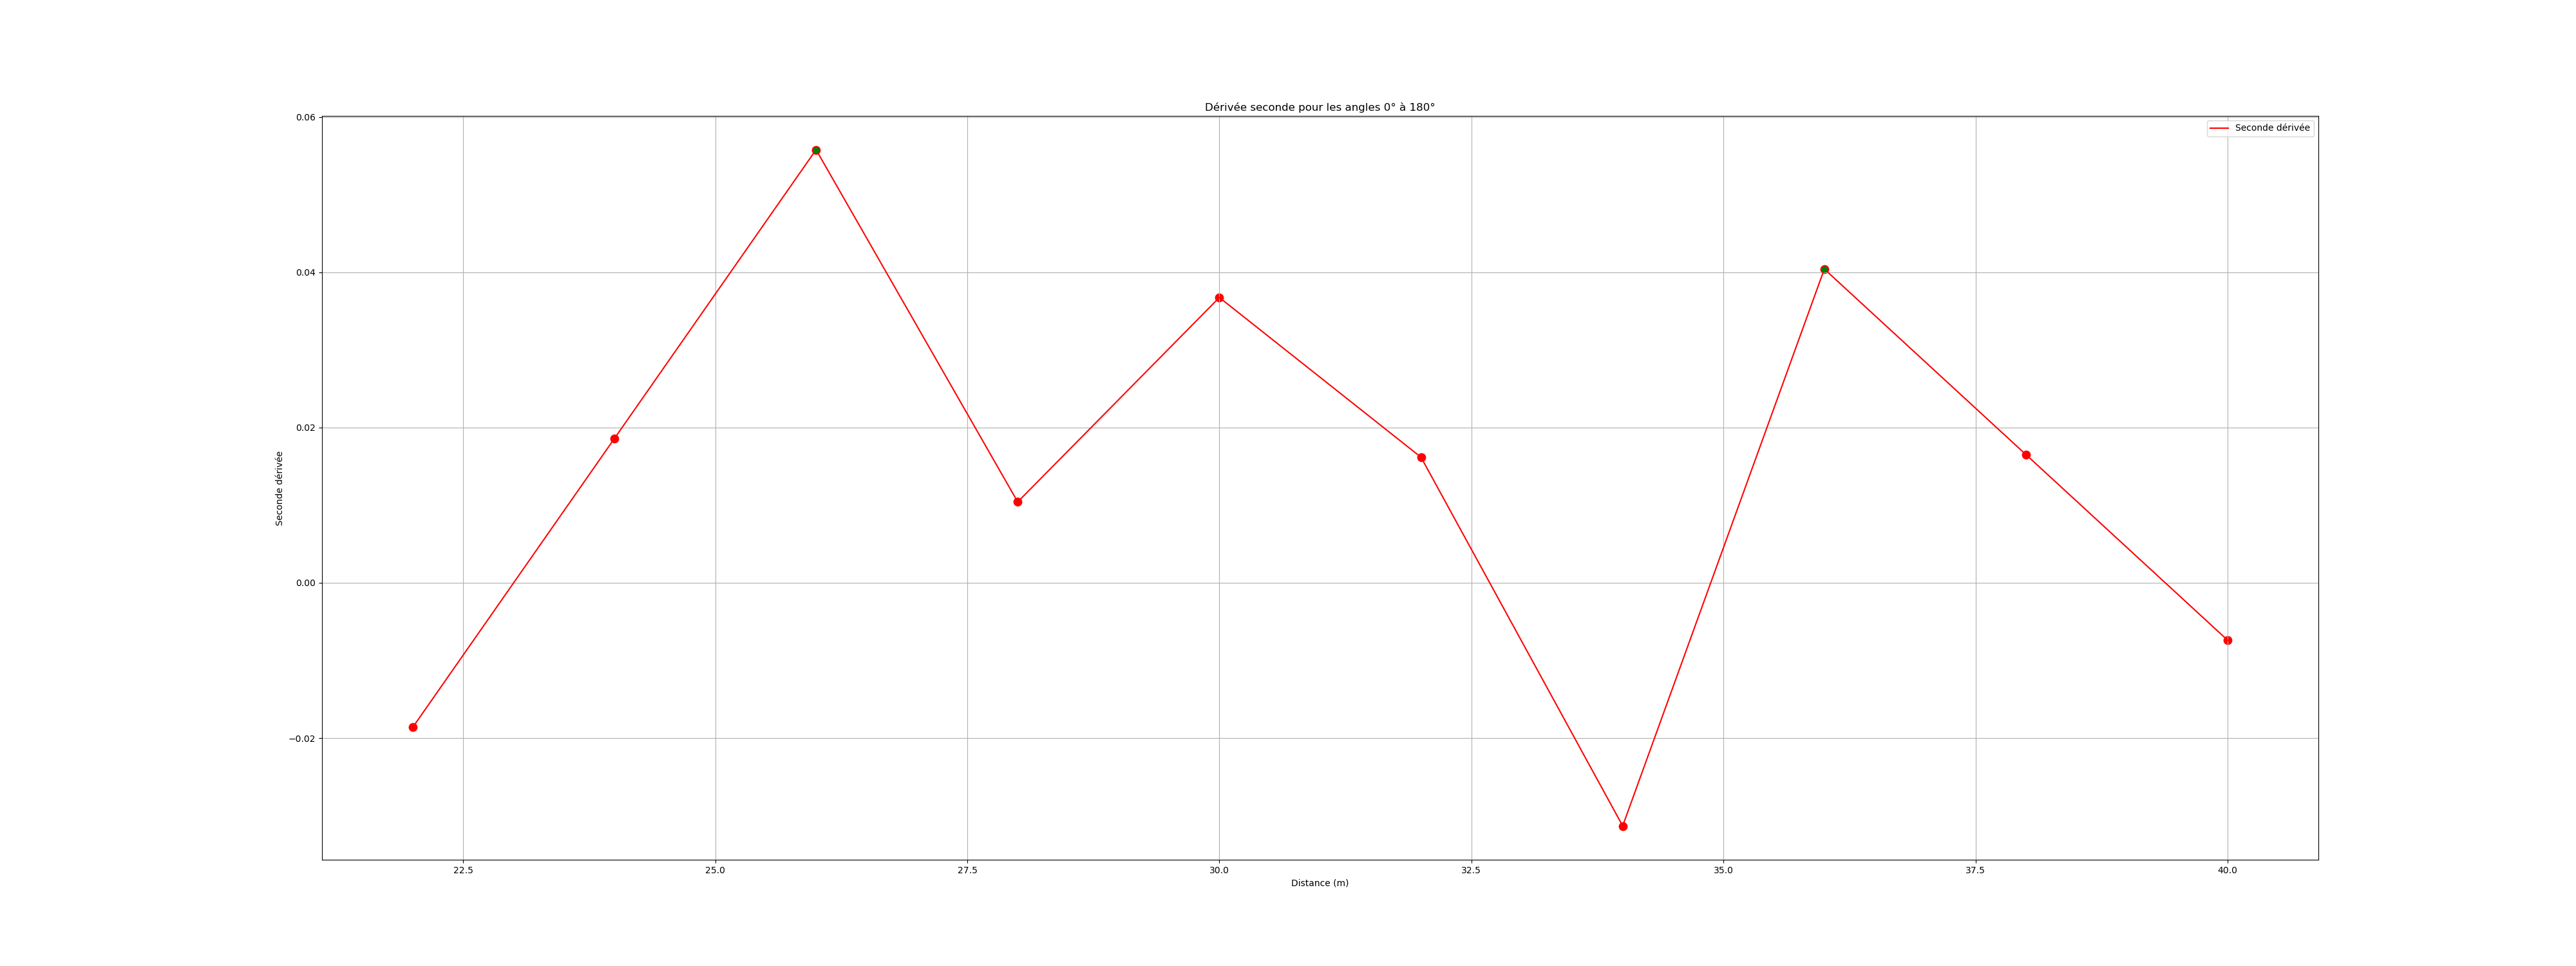 Dérivée seconde pour les angles 0° à 180°
Seconde dérivée
0.06
0.04
0.02
0.00
−0.02
Seconde dérivée
22.5 25.0 27.5 30.0 32.5 35.0 37.5 40.0
Distance (m)